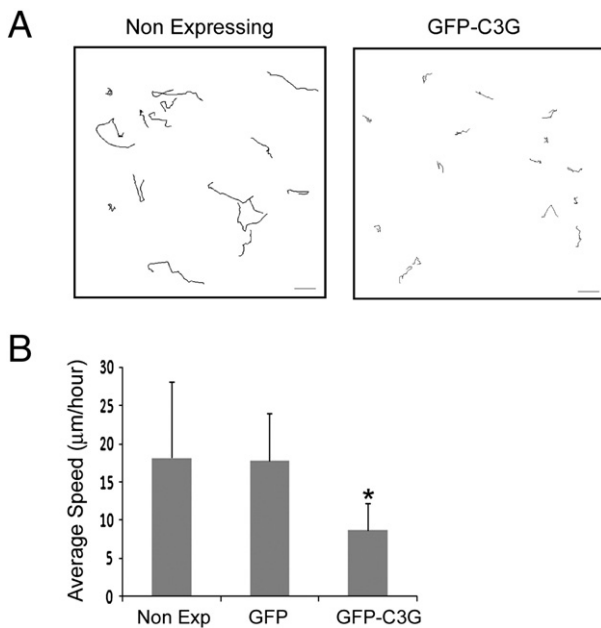 A
Non Expressing
GFP-C3G
B
Average Speed (μm/hour)
30
25
20
15
10
5
0
*
Non Exp
GFP
GFP-C3G